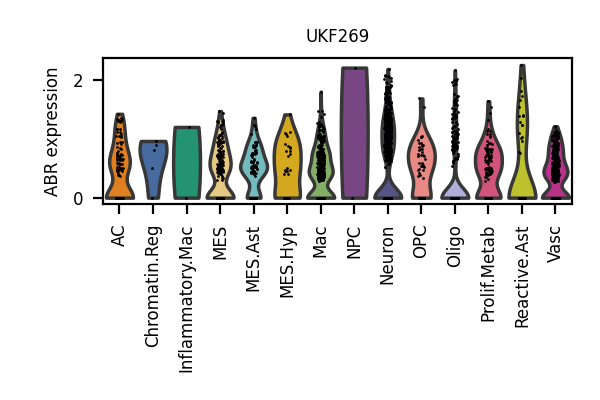 UKF269
ABR expression
2
0
AC
Chromatin.Reg
Inflammatory.Mac
MES
MES.Ast
MES.Hyp
Mac
NPC
Neuron
OPC
Oligo
Prolif.Metab
Reactive.Ast
Vasc